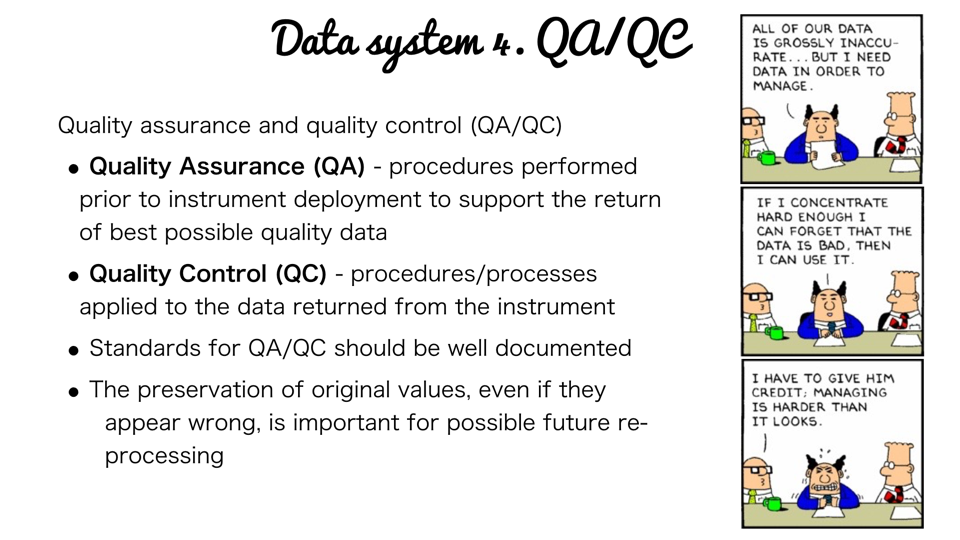 Data system 4. QA/QC
Quality assurance and quality control (QA/QC)
• Quality Assurance (QA) - procedures performed
prior to instrument deployment to support the return
of best possible quality data
• Quality Control (QC) - procedures/processes
applied to the data returned from the instrument
• Standards for QA/QC should be well documented
• The preservation of original values, even if they
appear wrong, is important for possible future re-
processing
ALL OF OUR DATA
IS GROSSLY INACCU-
RATE...BUT I NEED
DATA IN ORDER TO
MANAGE.
IF I CONCENTRATE
HARD ENOUGH I
CAN FORGET THAT THE
DATA IS BAD, THEN
I CAN USE IT.
I HAVE TO GIVE HIM
CREDIT; MANAGING
IS HARDER THAN
IT LOOKS.